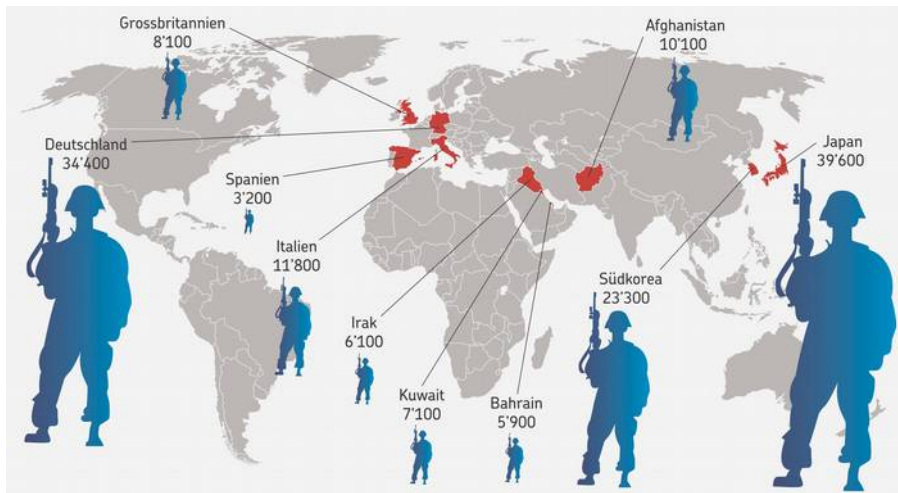 Grossbritannien
8'100
Afghanistan
10'100
Deutschland
34'400
Japan
39'600
Spanien
3'200
Italien
11'800
Südkorea
23'300
Irak
6'100
Kuwait
7'100
Bahrain
5'900